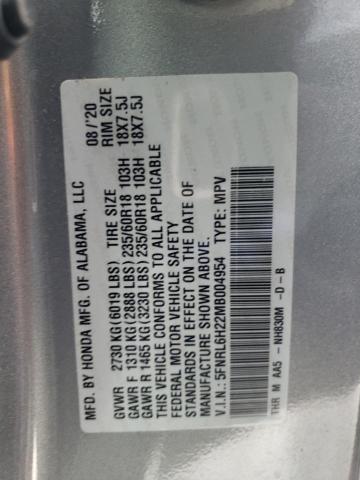 MFD. BY HONDA MFG. OF ALABAMA, LLC 08/'20
GVWR 2730 KG(6019 LBS) TIRE SIZE RIM SIZE
GAWR F 1310 KG (2888 LBS)235/60R18 103H 18X7.5J
GAWR R 1465 KG (3230 LBS)235/60R18 103H 18X7.5J
THIS VEHICLE CONFORMS TO ALL APPLICABLE
FEDERAL MOTOR VEHICLE SAFETY
STANDARDS IN EFFECT ON THE DATE OF
MANUFACTURE SHOWN ABOVE.
V.I.N.: 5FNRL6H22MB004954 TYPE: MPV
THR M AA5 - NH830M -D -B